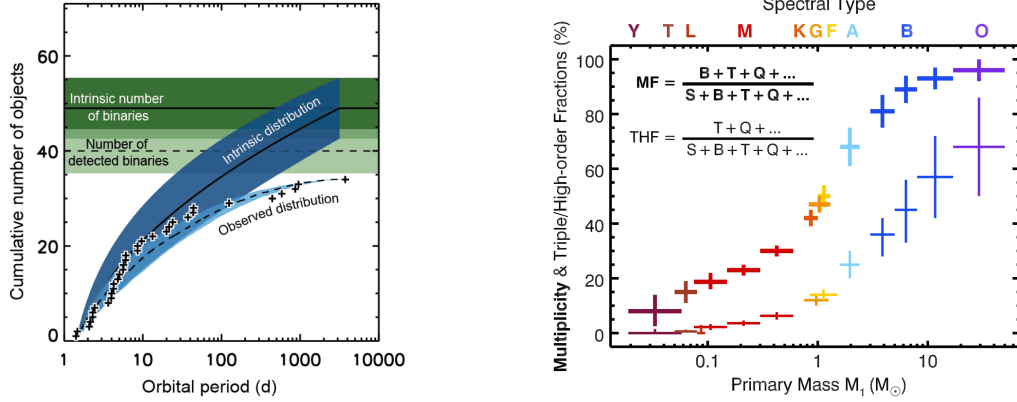 60
40
20
0
1
10
100
1000
10000
Cumulative number of objects
Orbital period (d)
Intrinsic number
of binaries
Number of
detected binaries
Intrinsic distribution
Observed distribution
Spectral Type
Y T L M K G F A B O
100
80
60
40
20
0
0.1
1
10
Multiplicity & Triple/High-order Fractions (%)
Primary Mass M1 (M☉)
MF = B + T + Q + ...
S + B + T + Q + ...
THF = T + Q + ...
S + B + T + Q + ...